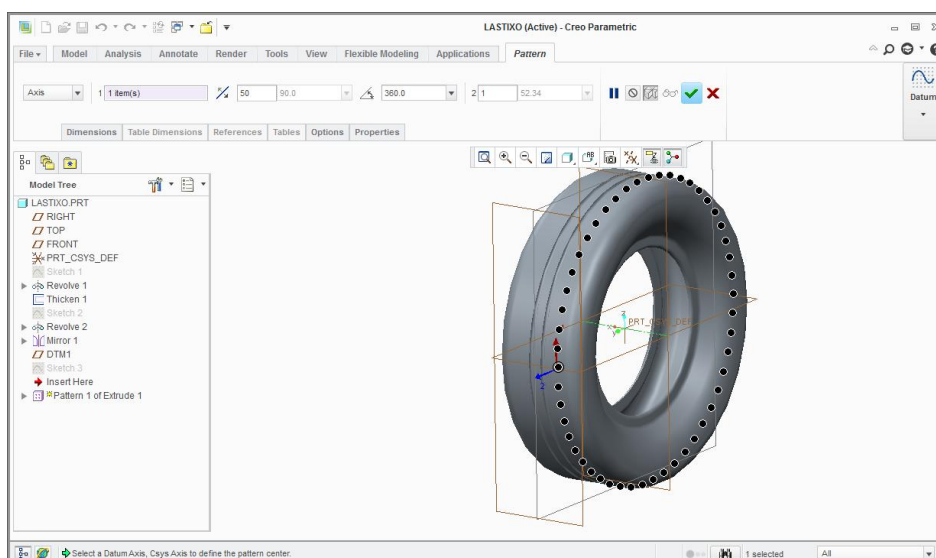 LASTIXO (Active) - Creo Parametric
File Model Analysis Annotate Render Tools View Flexible Modeling Applications Pattern
Axis 1 1 item(s) 50 90.0 360.0 2 1 52.34
Datum
Dimensions Table Dimensions References Tables Options Properties
Model Tree
LASTIXO.PRT
RIGHT
TOP
FRONT
PRT_CSYS_DEF
Sketch 1
Revolve 1
Thicken 1
Sketch 2
Revolve 2
Mirror 1
DTM1
Sketch 3
Insert Here
Pattern 1 of Extrude 1
PRT_CSYS_DEF
2
Select a Datum Axis, Csys Axis to define the pattern center.
1 selected
All